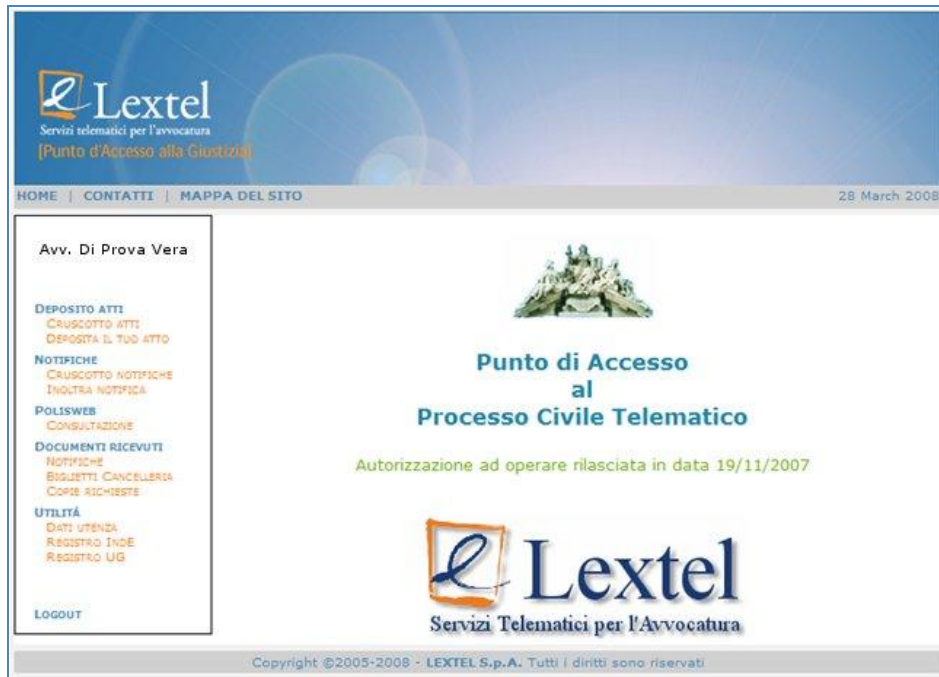 Lextel
Servizi telematici per l'avvocatura
[Punto d'Accesso alla Giustizia]
HOME | CONTATTI | MAPPA DEL SITO
28 March 2008
Avv. Di Prova Vera
DEPOSITO ATTI
CRUSCOTTO ATTI
DEPOSITA IL TUO ATTO
NOTIFICHE
CRUSCOTTO NOTIFICHE
INOLTRA NOTIFICA
POLISWEB
CONSULTAZIONE
DOCUMENTI RICEVUTI
NOTIFICHE
BIGLIETTI CANCELLERIA
COPIE RICHIESTE
UTILITÁ
DATI UTENZA
REGISTRO INDE
REGISTRO UG
LOGOUT
Punto di Accesso
al
Processo Civile Telematico
Autorizzazione ad operare rilasciata in data 19/11/2007
Lextel
Servizi Telematici per l'Avvocatura
Copyright ©2005-2008 - LEXTEL S.p.A. Tutti i diritti sono riservati